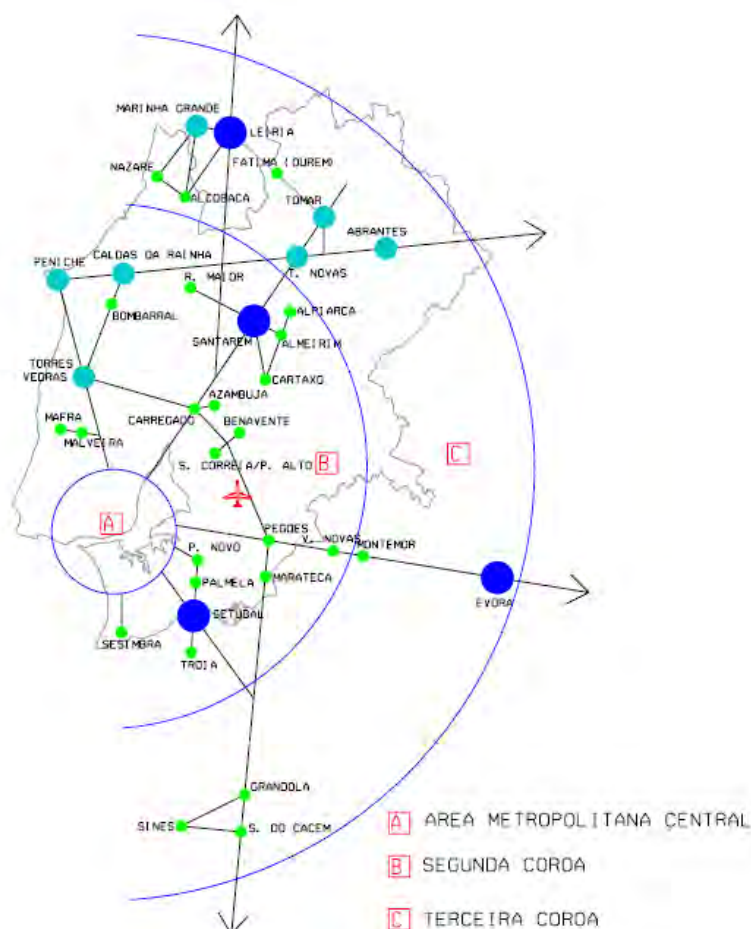 MARINHA GRANDE
LEIRIA
FATIMA (OUREM)
NAZARE
ALCOBACA
TOMAR
ABRANTES
CALDAS DA RAINHA
PENICHE
T. NOVAS
R. MAIOR
BOMBARRAL
ALPIARCA
SANTAREM
ALMEIRIM
TORRES
VEDRAS
CARTAXO
AZAMBUJA
MAFRA
CARREGADO
BENAVENTE
MALVEIRA
S. CORREIA/P. ALTO
B
C
A
PEGOES
V. NOVAS
MONTEMOR
P. NOVO
MARATECA
PALMELA
EVORA
SETUBAL
SESIMBRA
TROIA
GRANDOLA
SINES
S. DO CACEM
A AREA METROPOLITANA CENTRAL
B SEGUNDA COROA
C TERCEIRA COROA